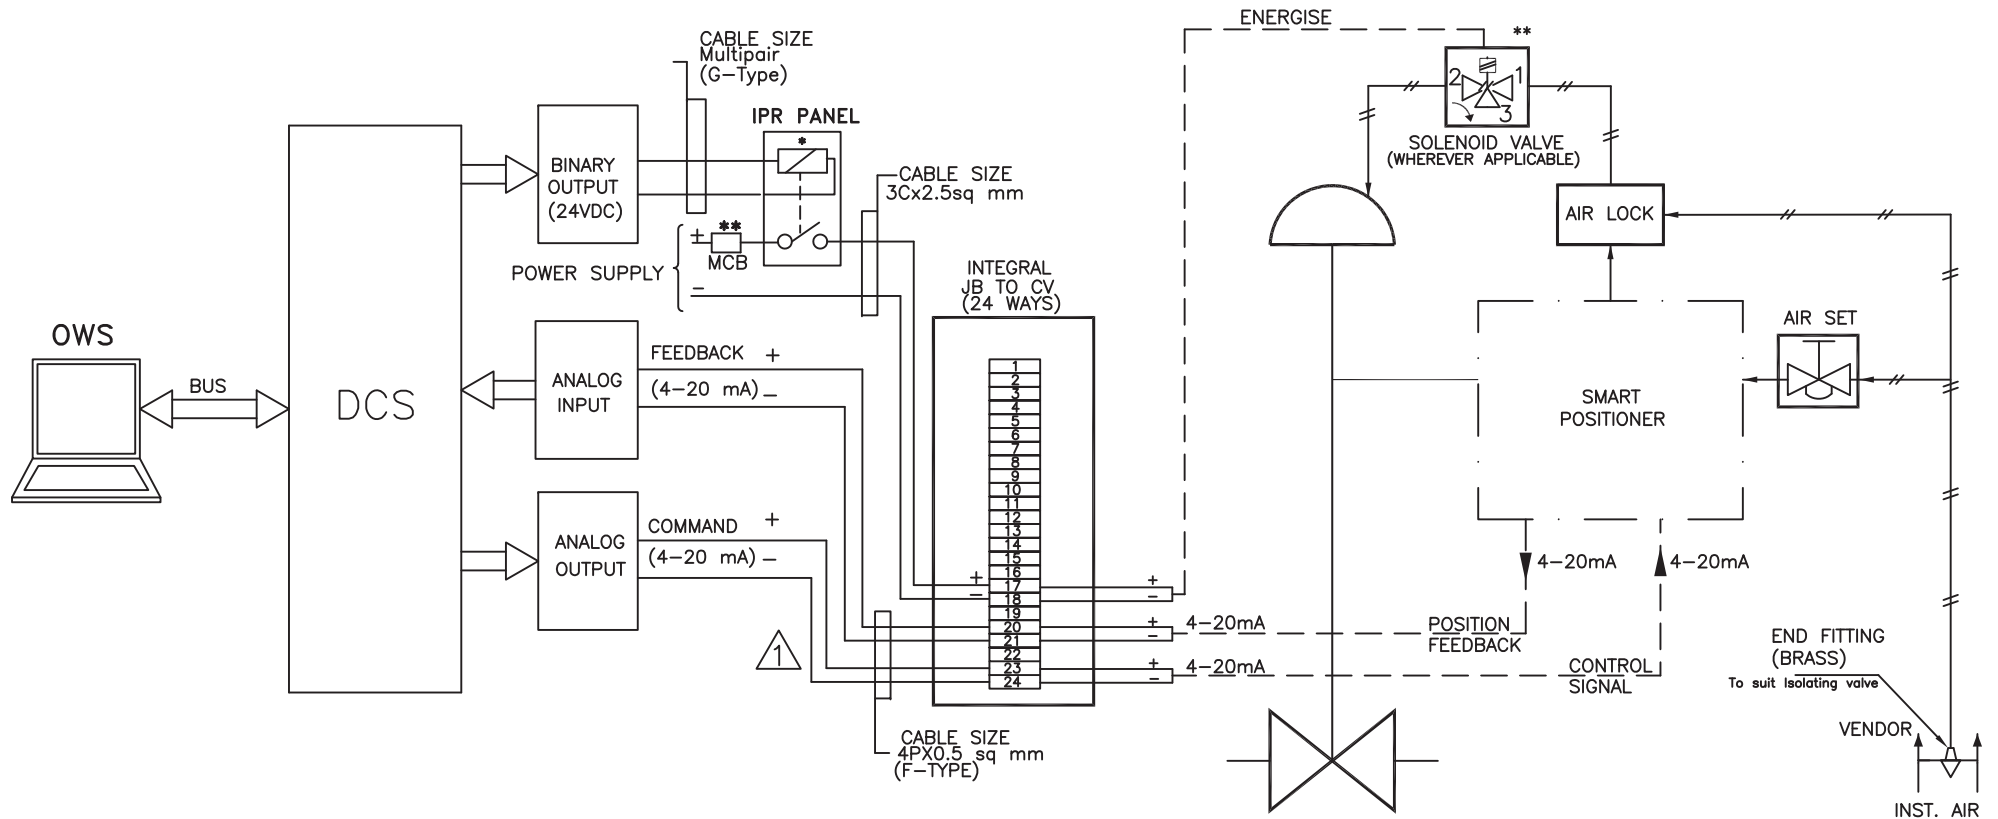 ENERGISE
**
CABLE SIZE
Multipair
(G-Type)
2
1
3
SOLENOID VALVE
(WHEREVER APPLICABLE)
IPR PANEL
*
BINARY
OUTPUT
(24VDC)
CABLE SIZE
3Cx2.5sq mm
AIR LOCK
+
**
MCB
POWER SUPPLY
−
INTEGRAL
JB TO CV
(24 WAYS)
OWS
BUS
DCS
FEEDBACK +
(4−20 mA) −
ANALOG
INPUT
AIR SET
SMART
POSITIONER
COMMAND +
(4−20 mA) −
ANALOG
OUTPUT
1
2
3
4
5
6
7
8
9
10
11
12
13
14
15
16
17
18
19
20
21
22
23
24
+
−
+
−
+
−
+
−
4−20mA
4−20mA
4−20mA
4−20mA
POSITION
FEEDBACK
CONTROL
SIGNAL
1
CABLE SIZE
4PX0.5 sq mm
(F−TYPE)
END FITTING
(BRASS)
To suit Isolating valve
VENDOR
INST. AIR